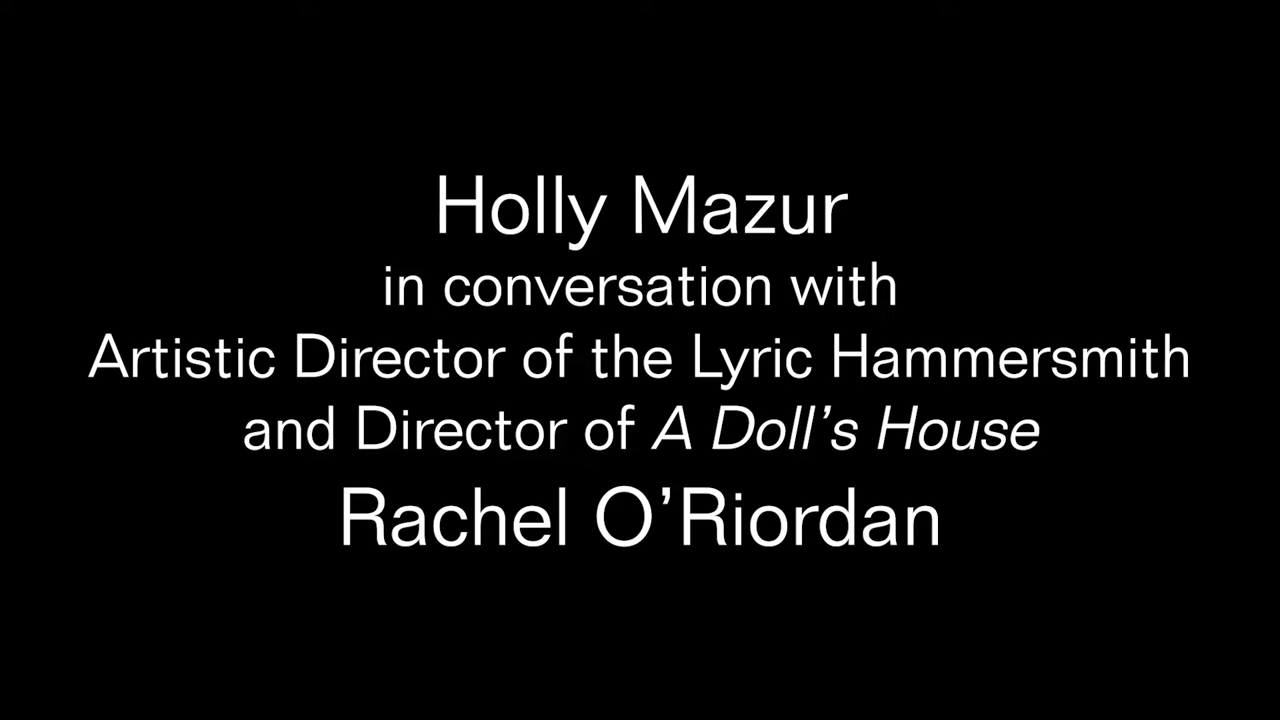 Holly Mazur
in conversation with
Artistic Director of the Lyric Hammersmith
and Director of A Doll’s House
Rachel O’Riordan